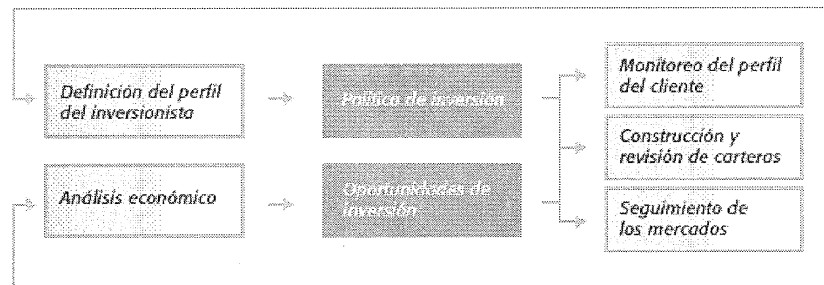 Definición del perfil
del inversionista
Política de inversión
Monitoreo del perfil
del cliente
Construcción y
revisión de carteras
Análisis económico
Oportunidades de
inversión
Seguimiento de
los mercados